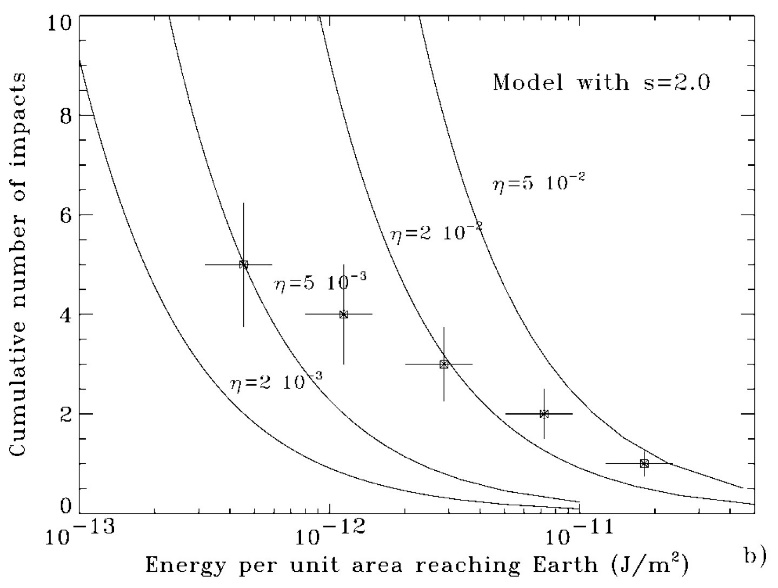 10
8
6
4
2
0
Cumulative number of impacts
Model with s=2.0
η=5 10⁻²
η=2 10⁻²
η=5 10⁻³
η=2 10⁻³
10⁻¹³ 10⁻¹² 10⁻¹¹
Energy per unit area reaching Earth (J/m²)
b)